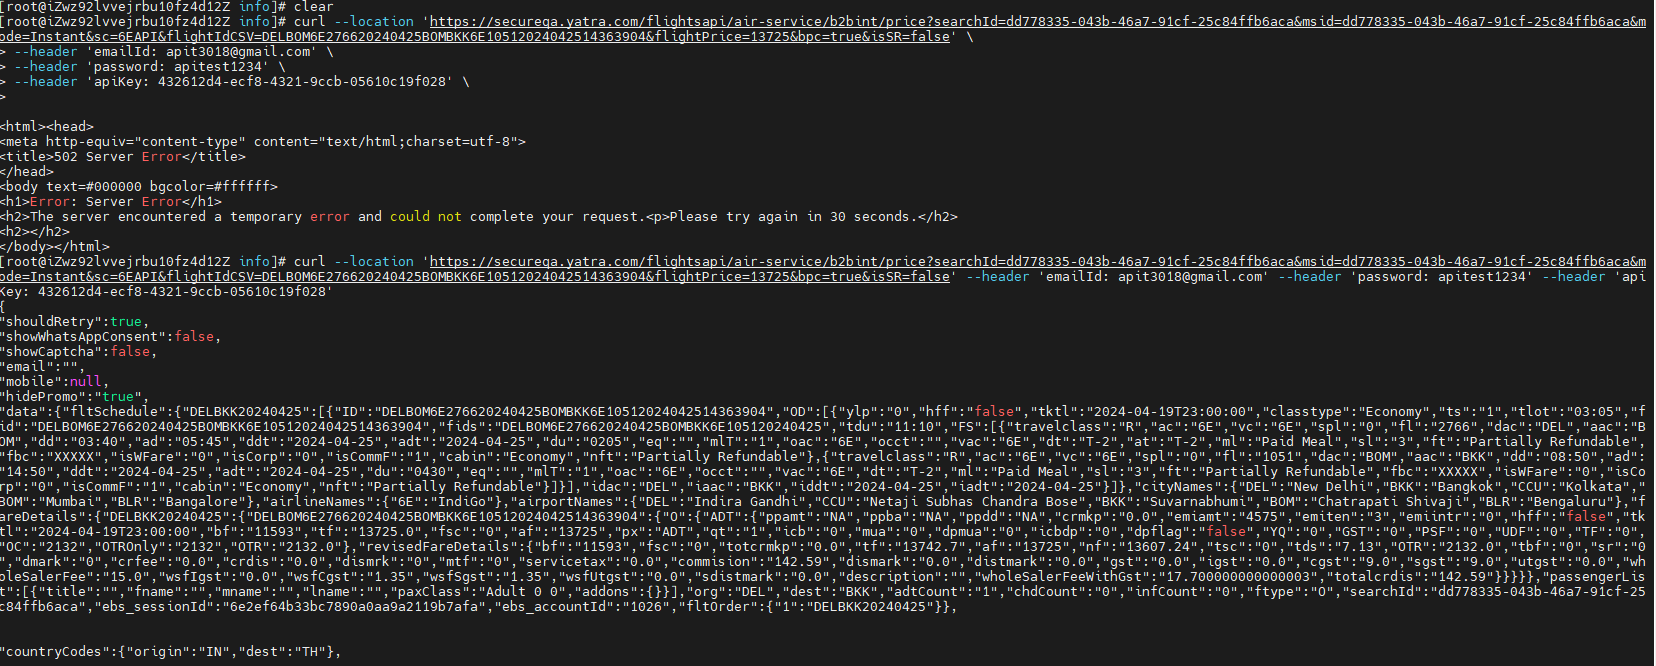 [root@iZwz92lvvejrbu10fz4d12Z info]# clear
[root@iZwz92lvvejrbu10fz4d12Z info]# curl --location 'https://secureqa.yatra.com/flightsapi/air-service/b2bint/price?searchId=dd778335-043b-46a7-91cf-25c84ffb6aca&msid=dd778335-043b-46a7-91cf-25c84ffb6aca&m
ode=Instant&sc=6EAPI&flightIdCSV=DELBOM6E276620240425BOMBKK6E105120240425143639​04&flightPrice=13725&bpc=true&isSR=false' \
> --header 'emailId: apit3018@gmail.com' \
> --header 'password: apitest1234' \
> --header 'apiKey: 432612d4-ecf8-4321-9ccb-05610c19f028' \
>
<html><head>
<meta http-equiv="content-type" content="text/html;charset=utf-8">
<title>502 Server Error</title>
</head>
<body text=#000000 bgcolor=#ffffff>
<h1>Error: Server Error</h1>
<h2>The server encountered a temporary error and could not complete your request.<p>Please try again in 30 seconds.</h2>
<h2></h2>
</body></html>
[root@iZwz92lvvejrbu10fz4d12Z info]# curl --location 'https://secureqa.yatra.com/flightsapi/air-service/b2bint/price?searchId=dd778335-043b-46a7-91cf-25c84ffb6aca&msid=dd778335-043b-46a7-91cf-25c84ffb6aca&m
ode=Instant&sc=6EAPI&flightIdCSV=DELBOM6E276620240425BOMBKK6E10512024042514363904&flightPrice=13725&bpc=true&isSR=false' --header 'emailId: apit3018@gmail.com' --header 'password: apitest1234' --header 'api
Key: 432612d4-ecf8-4321-9ccb-05610c19f028'
{
"shouldRetry":true,
"showWhatsAppConsent":false,
"showCaptcha":false,
"email":"",
"mobile":null,
"hidePromo":"true",
"data":{"fltSchedule":{"DELBKK20240425":[{"ID":"DELBOM6E276620240425BOMBKK6E10512024042514363904","OD":[{"ylp":"0","hff":"false","tktl":"2024-04-19T23:00:00","classtype":"Economy","ts":"1","tlot":"03:05","f
id":"DELBOM6E276620240425BOMBKK6E10512024042514363904","fids":"DELBOM6E276620240425BOMBKK6E105120240425","tdu":"11:10","FS":[{"travelclass":"R","ac":"6E","vc":"6E","spl":"0","fl":"2766","dac":"DEL","aac":"B
OM","dd":"03:40","ad":"05:45","ddt":"2024-04-25","adt":"2024-04-25","du":"0205","eq":"","mlT":"1","oac":"6E","occt":"","vac":"6E","dt":"T-2","at":"T-2","ml":"Paid Meal","sl":"3","ft":"Partially Refundable",
"fbc":"XXXXX","isWFare":"0","isCorp":"0","isCommF":"1","cabin":"Economy","nft":"Partially Refundable"},{"travelclass":"R","ac":"6E","vc":"6E","spl":"0","fl":"1051","dac":"BOM","aac":"BKK","dd":"08:50","ad":
"14:50","ddt":"2024-04-25","adt":"2024-04-25","du":"0430","eq":"","mlT":"1","oac":"6E","occt":"","vac":"6E","dt":"T-2","ml":"Paid Meal","sl":"3","ft":"Partially Refundable","fbc":"XXXXX","isWFare":"0","isCo
rp":"0","isCommF":"1","cabin":"Economy","nft":"Partially Refundable"}]}],"idac":"DEL","iaac":"BKK","iddt":"2024-04-25","iadt":"2024-04-25"}]},"cityNames":{"DEL":"New Delhi","BKK":"Bangkok","CCU":"Kolkata","
BOM":"Mumbai","BLR":"Bangalore"},"airlineNames":{"6E":"IndiGo"},"airportNames":{"DEL":"Indira Gandhi","CCU":"Netaji Subhas Chandra Bose","BKK":"Suvarnabhumi","BOM":"Chatrapati Shivaji","BLR":"Bengaluru"},"f
areDetails":{"DELBKK20240425":{"DELBOM6E276620240425BOMBKK6E10512024042514363904":{"O":{"ADT":{"ppamt":"NA","ppba":"NA","ppdd":"NA","crmkp":"0.0","emiamt":"4575","emiten":"3","emiintr":"0","hff":"false","tk
tl":"2024-04-19T23:00:00","bf":"11593","tf":"13725.0","fsc":"0","af":"13725","px":"ADT","qt":"1","icb":"0","mua":"0","dpmua":"0","icbdp":"0","dpflag":"false","YQ":"0","GST":"0","PSF":"0","UDF":"0","TF":"0",
"OC":"2132","OTROnly":"2132","OTR":"2132.0"},"revisedFareDetails":{"bf":"11593","fsc":"0","totcrmkp":"0.0","tf":"13742.7","af":"13725","nf":"13607.24","tsc":"0","tds":"7.13","OTR":"2132.0","tbf":"0","sr":"0
","dmark":"0","crfee":"0.0","crdis":"0.0","dismrk":"0","mtf":"0","servicetax":"0.0","commision":"142.59","dismark":"0.0","distmark":"0.0","gst":"0.0","igst":"0.0","cgst":"9.0","sgst":"9.0","utgst":"0.0","wh
oleSalerFee":"15.0","wsfIgst":"0.0","wsfCgst":"1.35","wsfSgst":"1.35","wsfUtgst":"0.0","sdistmark":"0.0","description":"","wholeSalerFeeWithGst":"17.700000000000003","totalcrdis":"142.59"}}}}},"passengerLis
t":[{"title":"","fname":"","mname":"","lname":"","paxClass":"Adult 0 0","addons":{}}],"org":"DEL","dest":"BKK","adtCount":"1","chdCount":"0","infCount":"0","ftype":"O","searchId":"dd778335-043b-46a7-91cf-25
c84ffb6aca","ebs_sessionId":"6e2ef64b33bc7890a0aa9a2119b7afa","ebs_accountId":"1026","fltOrder":{"1":"DELBKK20240425"}},
"countryCodes":{"origin":"IN","dest":"TH"},